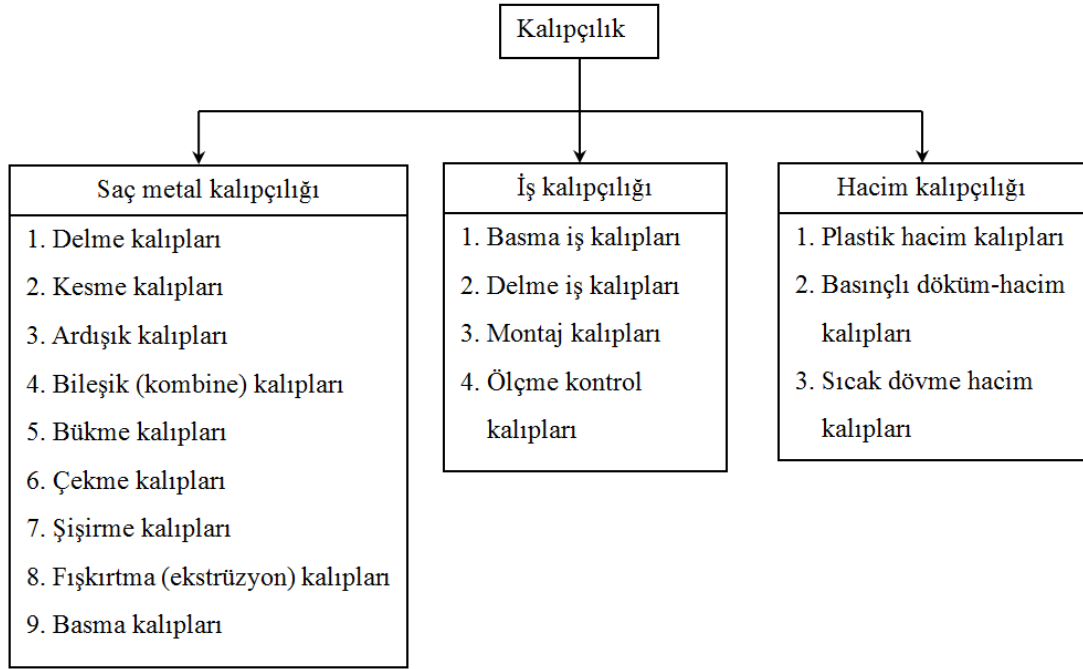 Kalıpçılık
Saç metal kalıpçılığı
1. Delme kalıpları
2. Kesme kalıpları
3. Ardışık kalıpları
4. Bileşik (kombine) kalıpları
5. Bükme kalıpları
6. Çekme kalıpları
7. Şişirme kalıpları
8. Fışkırtma (ekstrüzyon) kalıpları
9. Basma kalıpları
İş kalıpçılığı
1. Basma iş kalıpları
2. Delme iş kalıpları
3. Montaj kalıpları
4. Ölçme kontrol
kalıpları
Hacim kalıpçılığı
1. Plastik hacim kalıpları
2. Basınçlı döküm-hacim
kalıpları
3. Sıcak dövme hacim
kalıpları